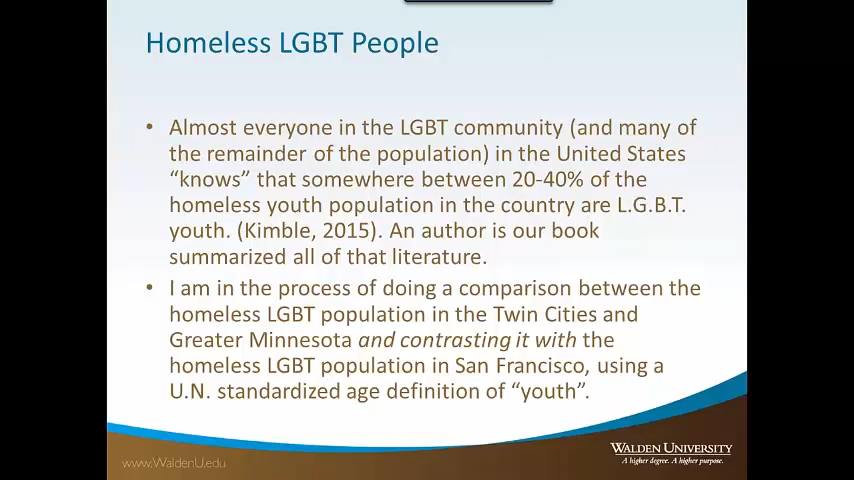 Homeless LGBT People
• Almost everyone in the LGBT community (and many of
the remainder of the population) in the United States
“knows” that somewhere between 20-40% of the
homeless youth population in the country are L.G.B.T.
youth. (Kimble, 2015). An author is our book
summarized all of that literature.
• I am in the process of doing a comparison between the
homeless LGBT population in the Twin Cities and
Greater Minnesota and contrasting it with the
homeless LGBT population in San Francisco, using a
U.N. standardized age definition of “youth”.
WALDEN UNIVERSITY
A higher degree. A higher purpose.
www.WaldenU.edu